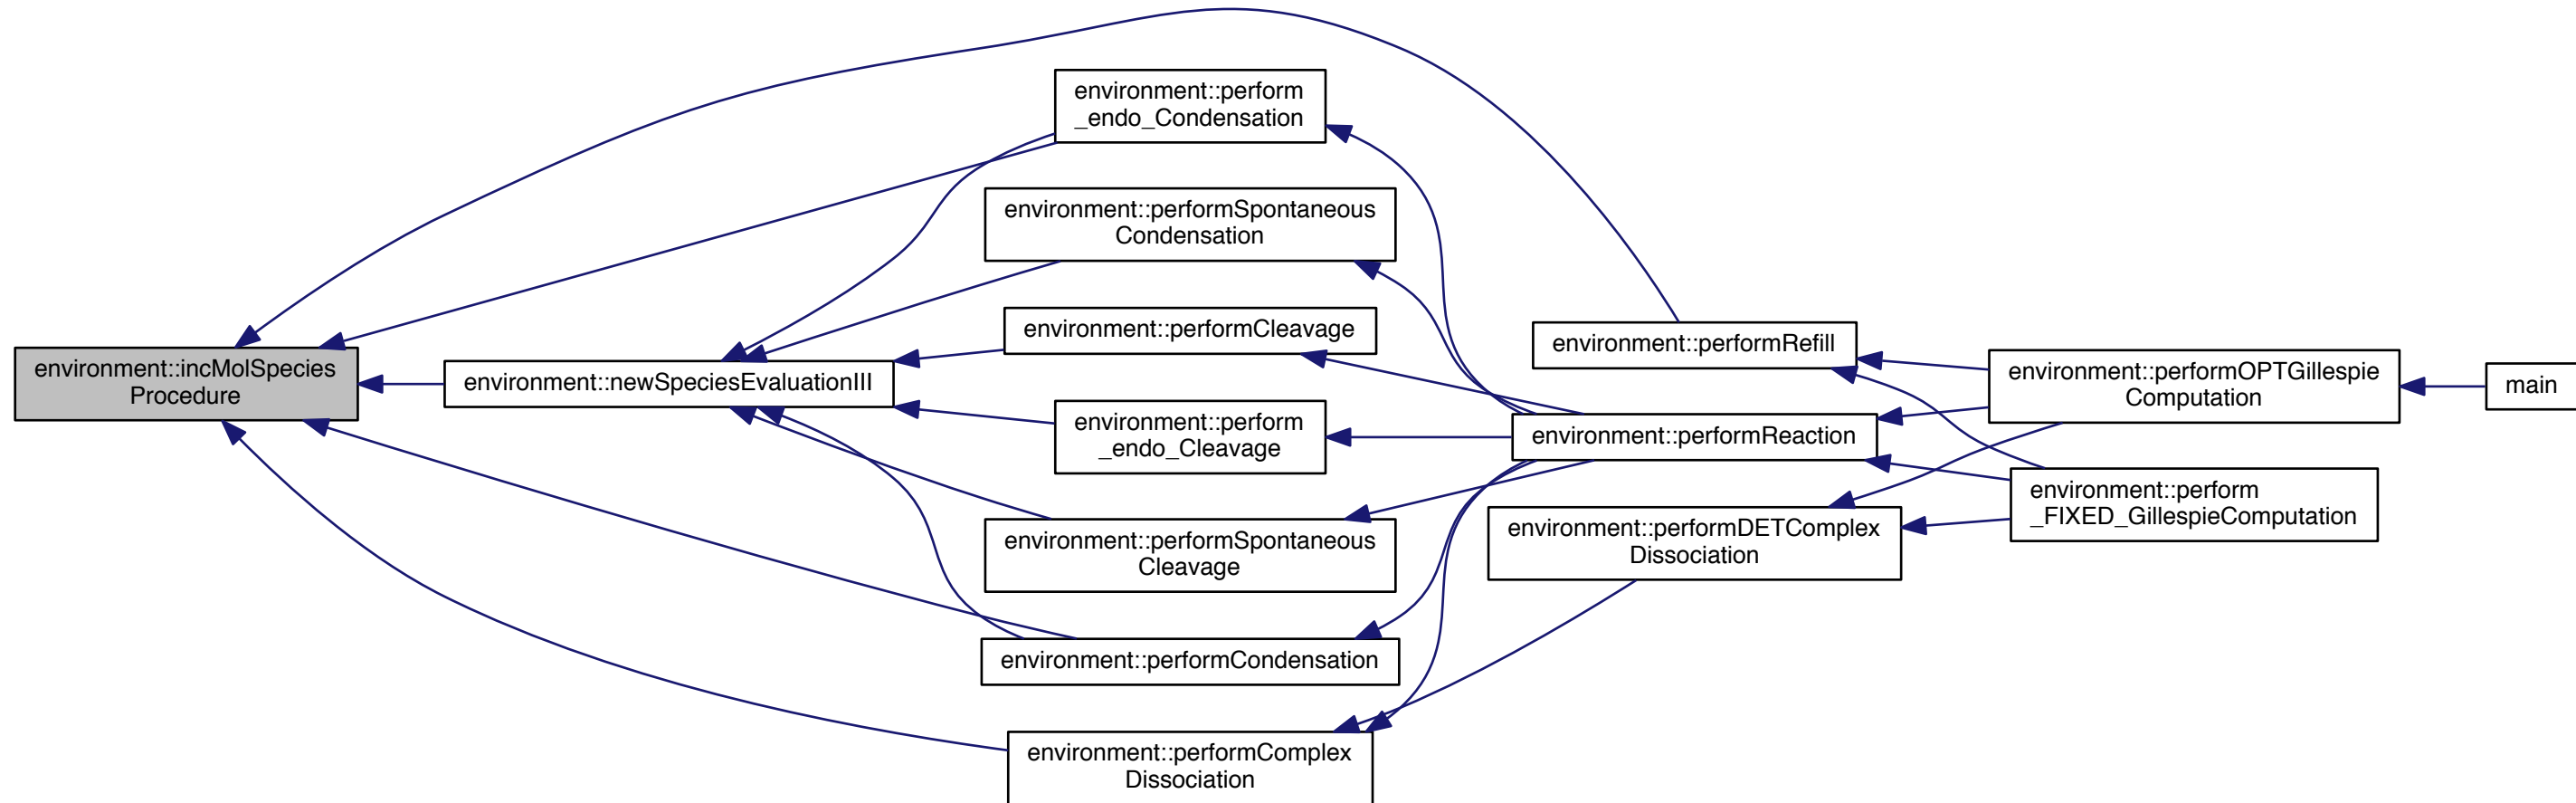 environment::incMolSpecies
Procedure
environment::newSpeciesEvaluationIII
environment::perform
_endo_Condensation
environment::performSpontaneous
Condensation
environment::performCleavage
environment::perform
_endo_Cleavage
environment::performSpontaneous
Cleavage
environment::performCondensation
environment::performComplex
Dissociation
environment::performRefill
environment::performReaction
environment::performDETComplex
Dissociation
environment::performOPTGillespie
Computation
environment::perform
_FIXED_GillespieComputation
main